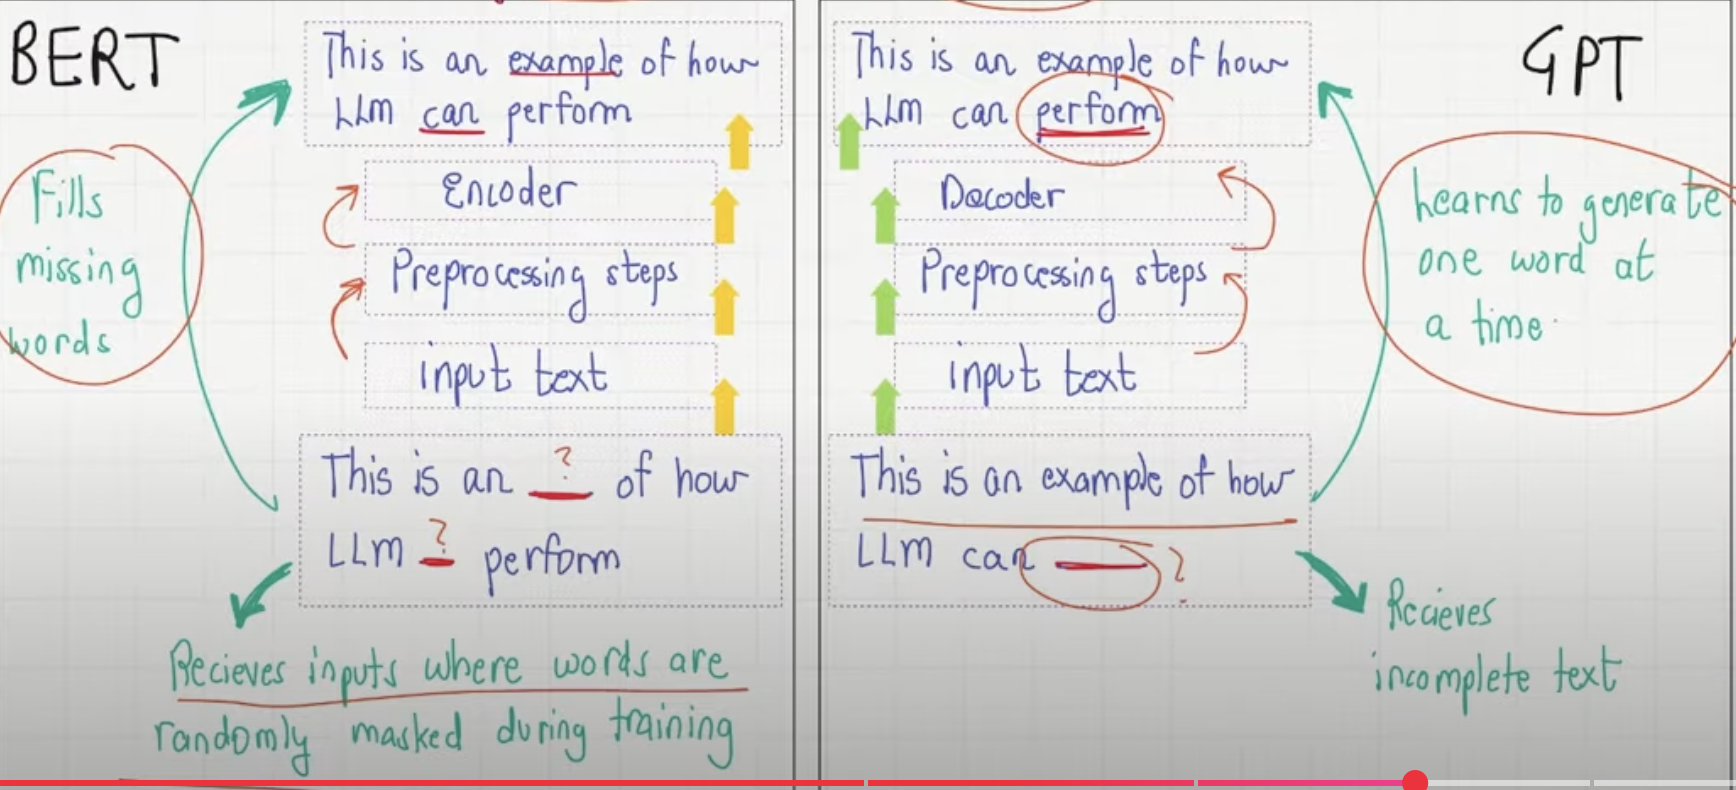 BERT
This is an example of how
LLM can perform
Encoder
Preprocessing steps
input text
This is an ? of how
LLM ? perform
Fills
missing
words
Recieves inputs where words are
randomly masked during training
GPT
This is an example of how
LLM can perform
Decoder
Preprocessing steps
input text
This is an example of how
LLM can ?
Learns to generate
one word at
a time
Recieves
incomplete text